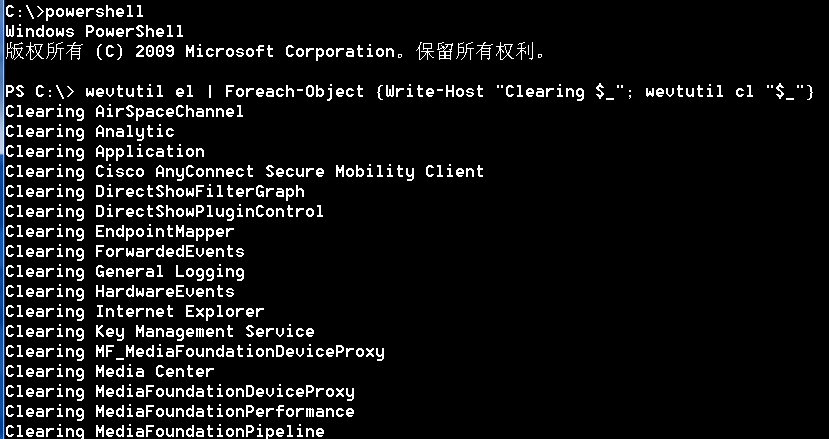 C:\>powershell
Windows PowerShell
版权所有 (C) 2009 Microsoft Corporation。保留所有权利。
PS C:\> wevtutil el | Foreach-Object {Write-Host "Clearing $_"; wevtutil cl "$_"}
Clearing AirSpaceChannel
Clearing Analytic
Clearing Application
Clearing Cisco AnyConnect Secure Mobility Client
Clearing DirectShowFilterGraph
Clearing DirectShowPluginControl
Clearing EndpointMapper
Clearing ForwardedEvents
Clearing General Logging
Clearing HardwareEvents
Clearing Internet Explorer
Clearing Key Management Service
Clearing MF_MediaFoundationDeviceProxy
Clearing Media Center
Clearing MediaFoundationDeviceProxy
Clearing MediaFoundationPerformance
Clearing MediaFoundationPipeline